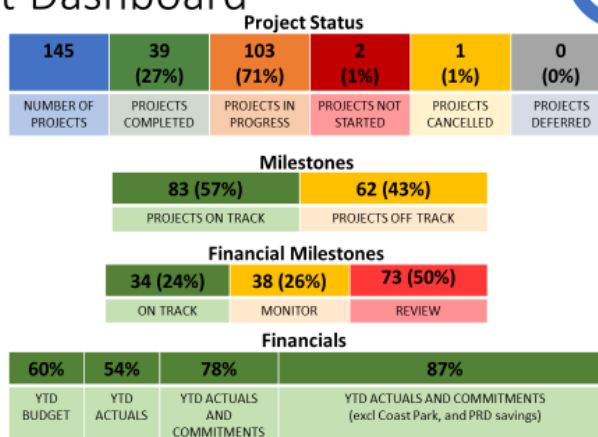 t Dashboard
Project Status
145 39 103 2 1 0
(27%) (71%) (1%) (1%) (0%)
NUMBER OF PROJECTS PROJECTS IN PROJECTS NOT PROJECTS PROJECTS
PROJECTS COMPLETED PROGRESS STARTED CANCELLED DEFERRED
Milestones
83 (57%) 62 (43%)
PROJECTS ON TRACK PROJECTS OFF TRACK
Financial Milestones
34 (24%) 38 (26%) 73 (50%)
ON TRACK MONITOR REVIEW
Financials
60% 54% 78% 87%
YTD YTD YTD ACTUALS YTD ACTUALS AND COMMITMENTS
BUDGET ACTUALS AND (excl Coast Park, and PRD savings)
COMMITMENTS